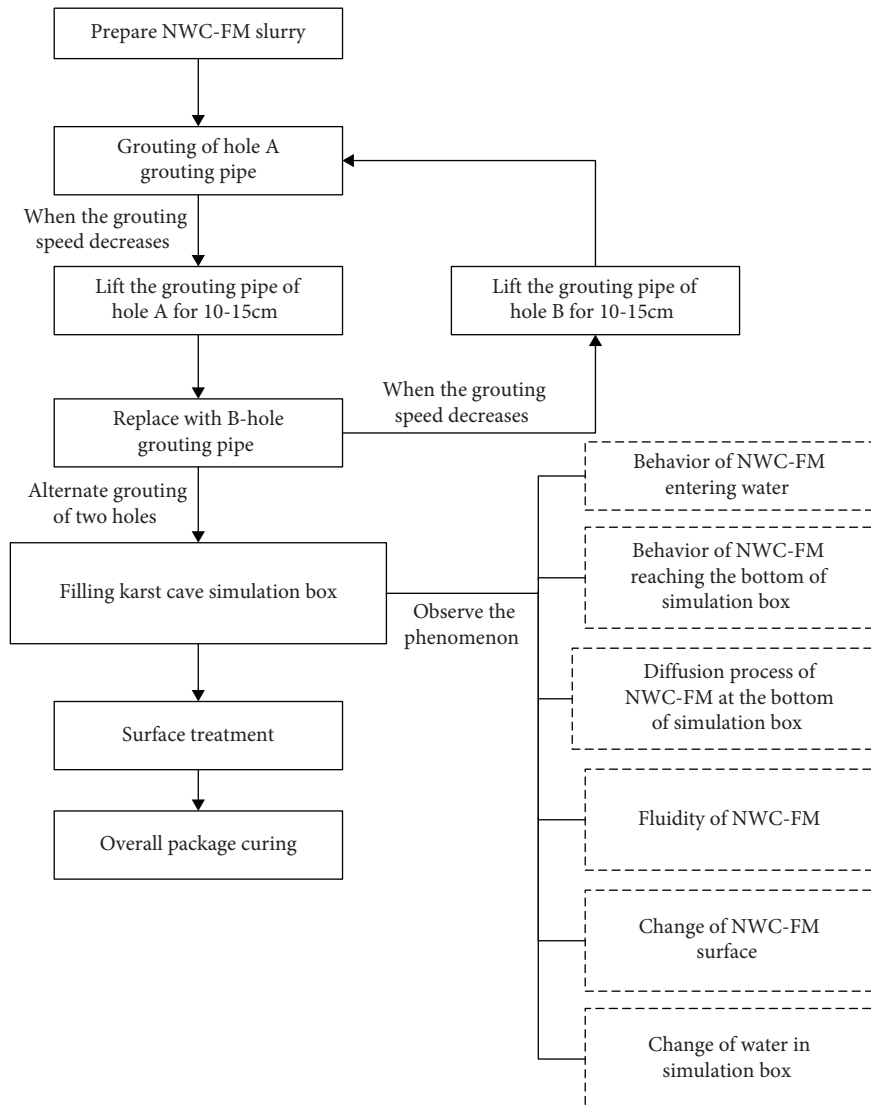 Prepare NWC-FM slurry
Grouting of hole A
grouting pipe
When the grouting
speed decreases
Lift the grouting pipe of
hole A for 10-15cm
Lift the grouting pipe of
hole B for 10-15cm
Replace with B-hole
grouting pipe
When the grouting
speed decreases
Alternate grouting
of two holes
Filling karst cave simulation box
Observe the
phenomenon
Behavior of NWC-FM
entering water
Behavior of NWC-FM
reaching the bottom of
simulation box
Diffusion process of
NWC-FM at the bottom
of simulation box
Fluidity of NWC-FM
Change of NWC-FM
surface
Change of water in
simulation box
Surface treatment
Overall package curing